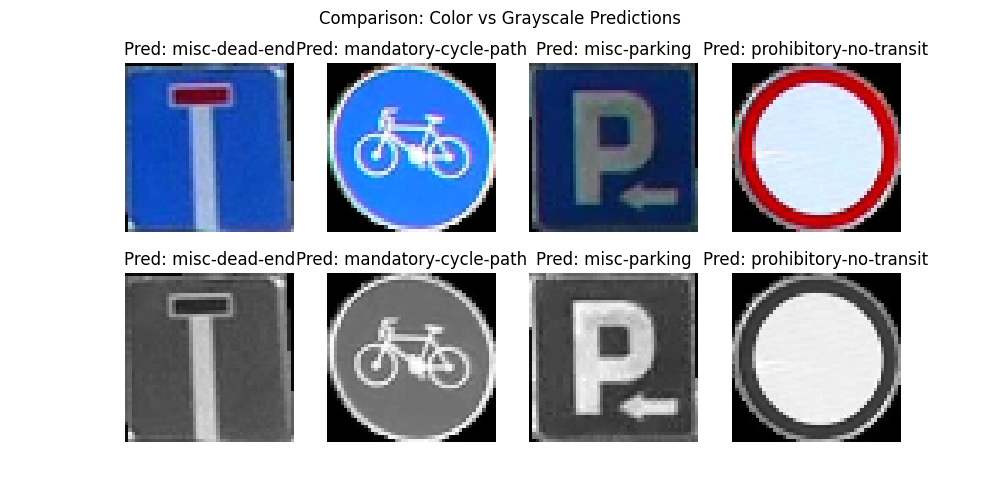 Comparison: Color vs Grayscale Predictions
Pred: misc-dead-end Pred: mandatory-cycle-path Pred: misc-parking Pred: prohibitory-no-transit
P
Pred: misc-dead-end Pred: mandatory-cycle-path Pred: misc-parking Pred: prohibitory-no-transit
P